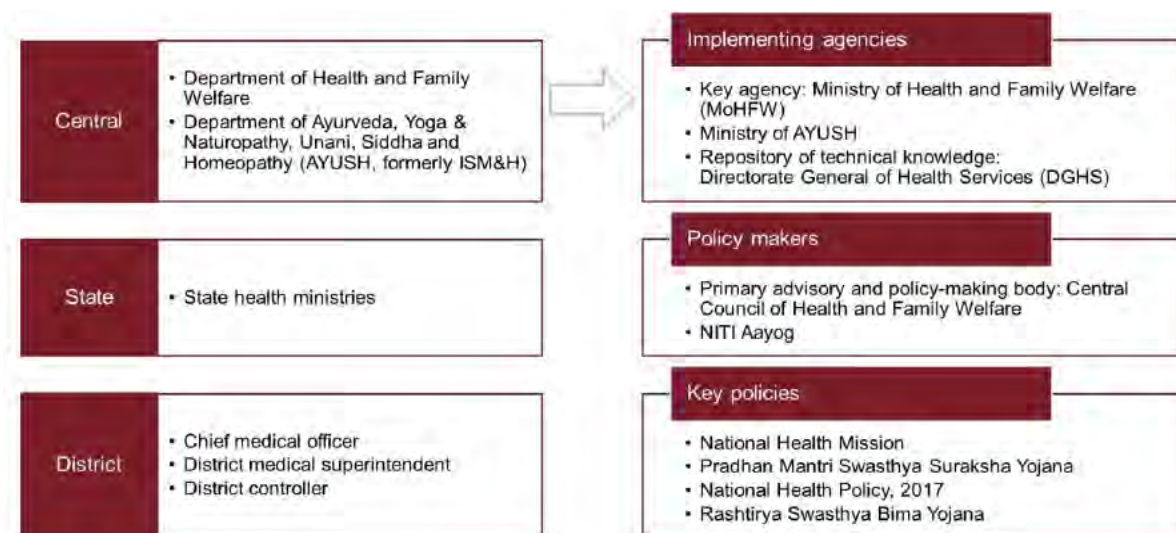 Central
• Department of Health and Family
Welfare
• Department of Ayurveda, Yoga &
Naturopathy, Unani, Siddha and
Homeopathy (AYUSH, formerly ISM&H)
Implementing agencies
• Key agency: Ministry of Health and Family Welfare
(MoHFW)
• Ministry of AYUSH
• Repository of technical knowledge:
Directorate General of Health Services (DGHS)
State
• State health ministries
Policy makers
• Primary advisory and policy-making body: Central
Council of Health and Family Welfare
• NITI Aayog
District
• Chief medical officer
• District medical superintendent
• District controller
Key policies
• National Health Mission
• Pradhan Mantri Swasthya Suraksha Yojana
• National Health Policy, 2017
• Rashtirya Swasthya Bima Yojana